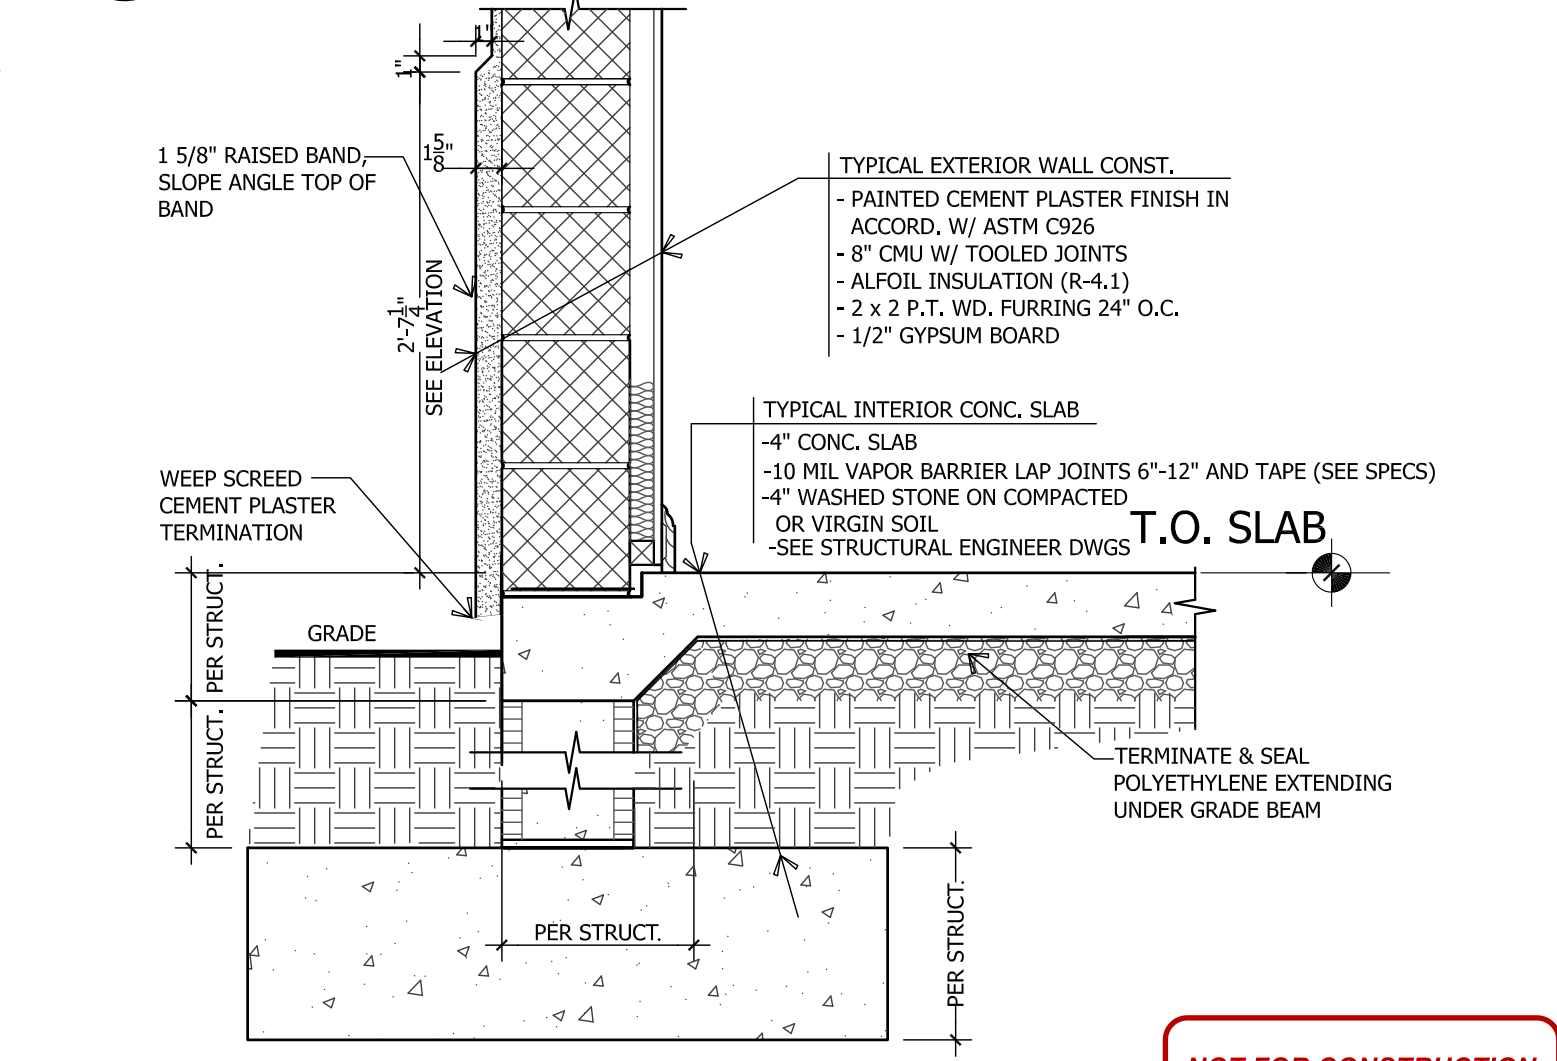 1"
1"
1 5/8" RAISED BAND,
SLOPE ANGLE TOP OF
BAND
1 5/8"
2'-7 1/4"
SEE ELEVATION
TYPICAL EXTERIOR WALL CONST.
- PAINTED CEMENT PLASTER FINISH IN
ACCORD. W/ ASTM C926
- 8" CMU W/ TOOLED JOINTS
- ALFOIL INSULATION (R-4.1)
- 2 x 2 P.T. WD. FURRING 24" O.C.
- 1/2" GYPSUM BOARD
TYPICAL INTERIOR CONC. SLAB
-4" CONC. SLAB
-10 MIL VAPOR BARRIER LAP JOINTS 6"-12" AND TAPE (SEE SPECS)
-4" WASHED STONE ON COMPACTED
OR VIRGIN SOIL
-SEE STRUCTURAL ENGINEER DWGS
T.O. SLAB
WEEP SCREED
CEMENT PLASTER
TERMINATION
PER STRUCT.
GRADE
PER STRUCT.
TERMINATE & SEAL
POLYETHYLENE EXTENDING
UNDER GRADE BEAM
PER STRUCT.
PER STRUCT.
NOT FOR CONSTRUCTION